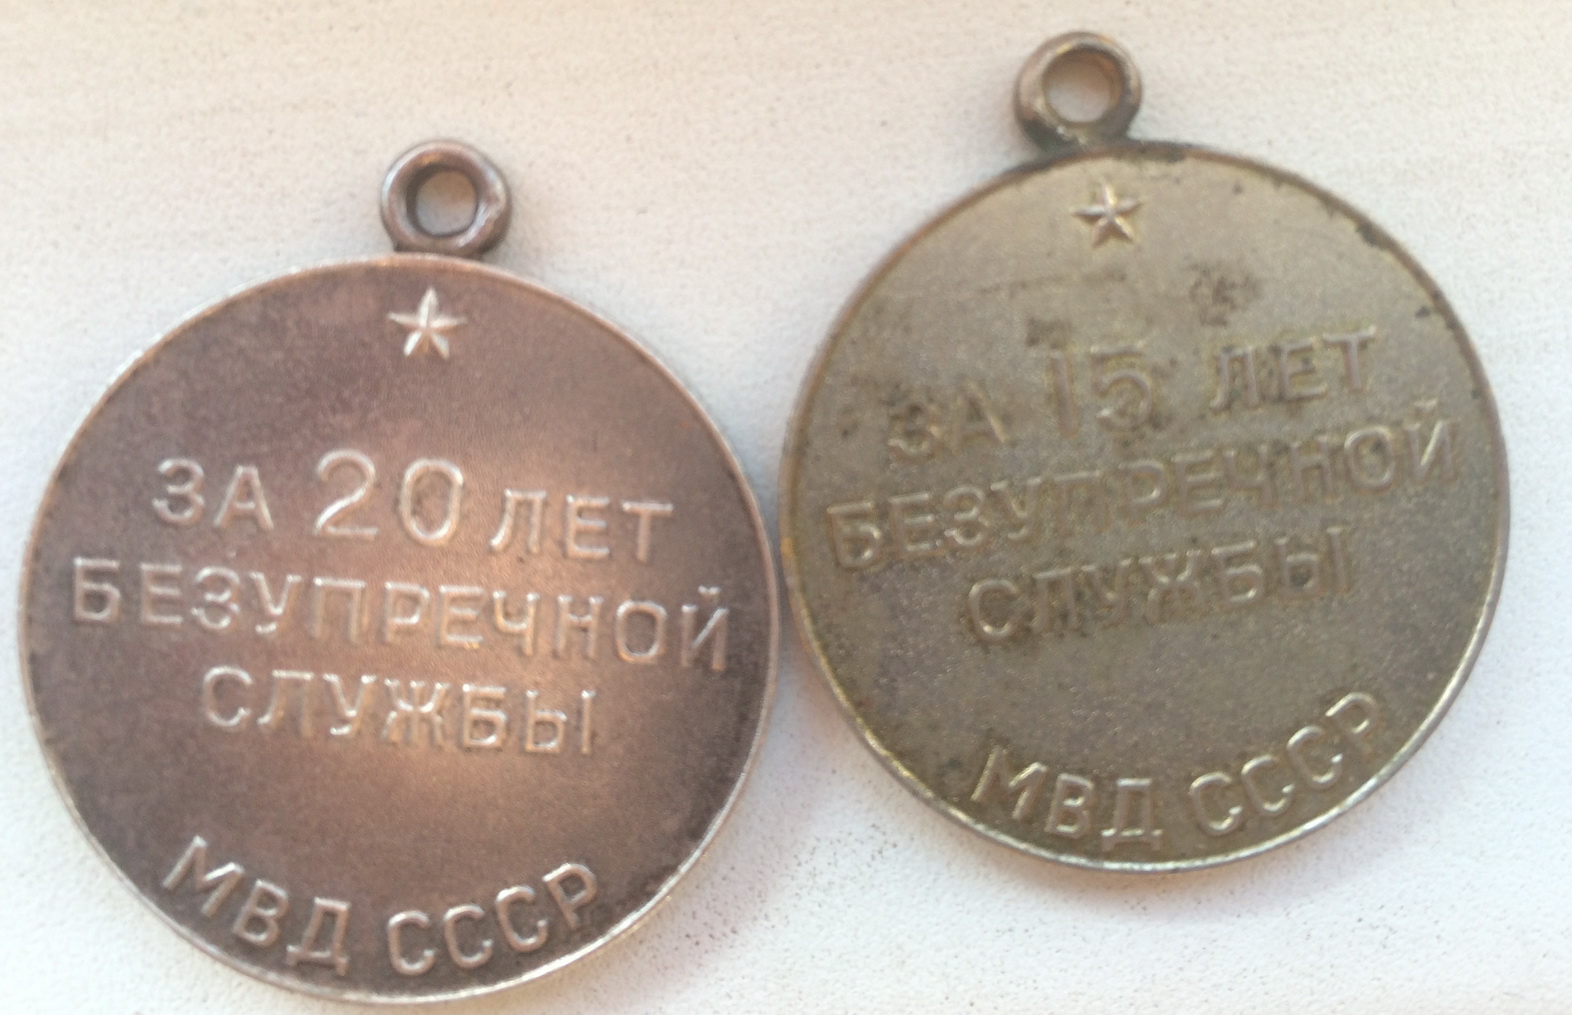 ЗА 20 ЛЕТ
БЕЗУПРЕЧНОЙ
СЛУЖБЫ
МВД СССР
ЗА 15 ЛЕТ
БЕЗУПРЕЧНОЙ
СЛУЖБЫ
МВД СССР